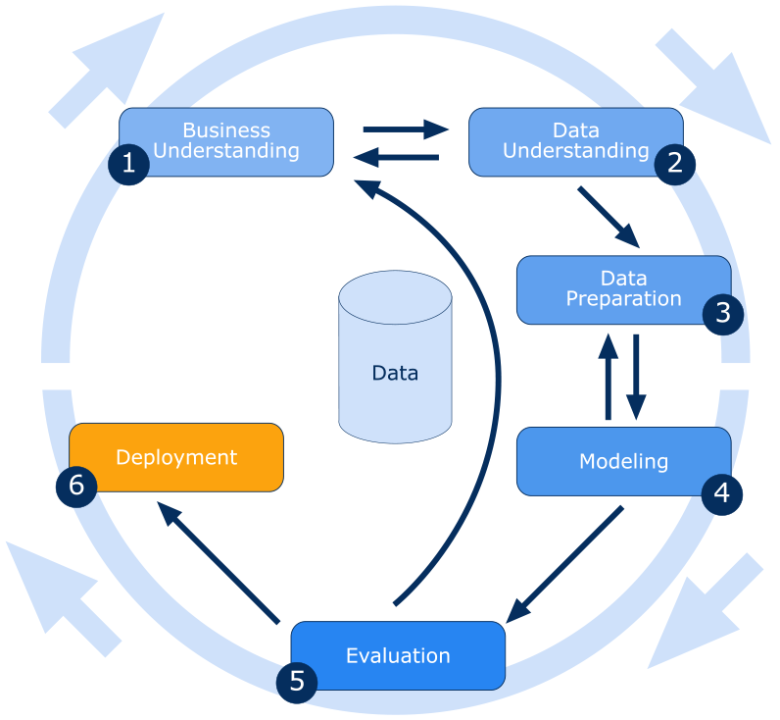 Business
Understanding
1
Data
Understanding
2
Data
Preparation
3
Data
Modeling
4
Deployment
6
Evaluation
5